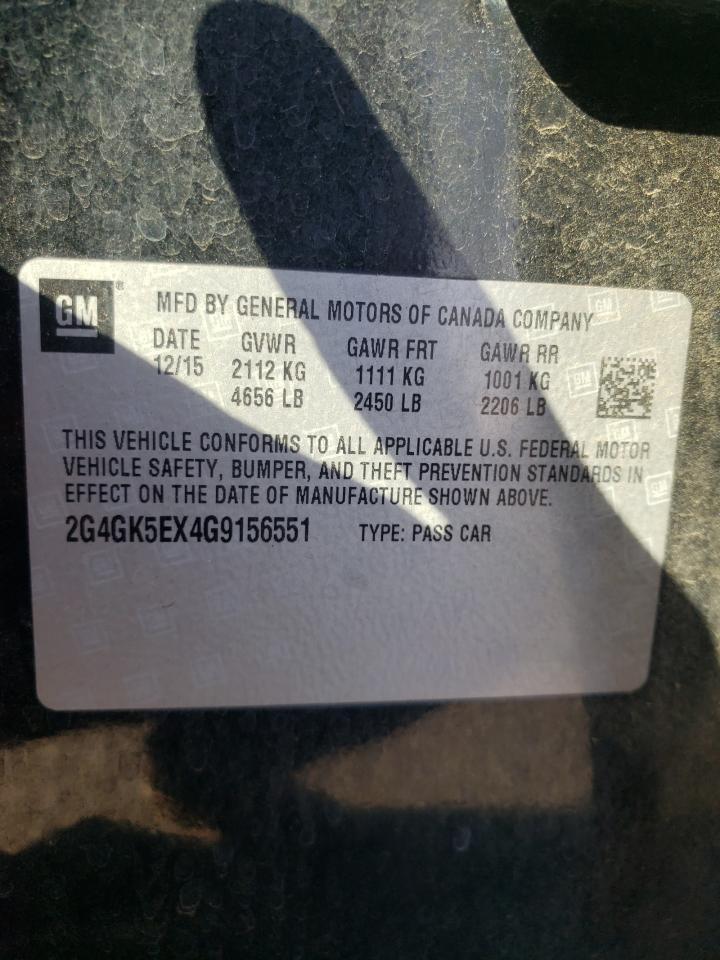 GM®
MFD BY GENERAL MOTORS OF CANADA COMPANY
DATE GVWR GAWR FRT GAWR RR
12/15 2112 KG 1111 KG 1001 KG
4656 LB 2450 LB 2206 LB
THIS VEHICLE CONFORMS TO ALL APPLICABLE U.S. FEDERAL MOTOR
VEHICLE SAFETY, BUMPER, AND THEFT PREVENTION STANDARDS IN
EFFECT ON THE DATE OF MANUFACTURE SHOWN ABOVE.
2G4GK5EX4G9156551 TYPE: PASS CAR